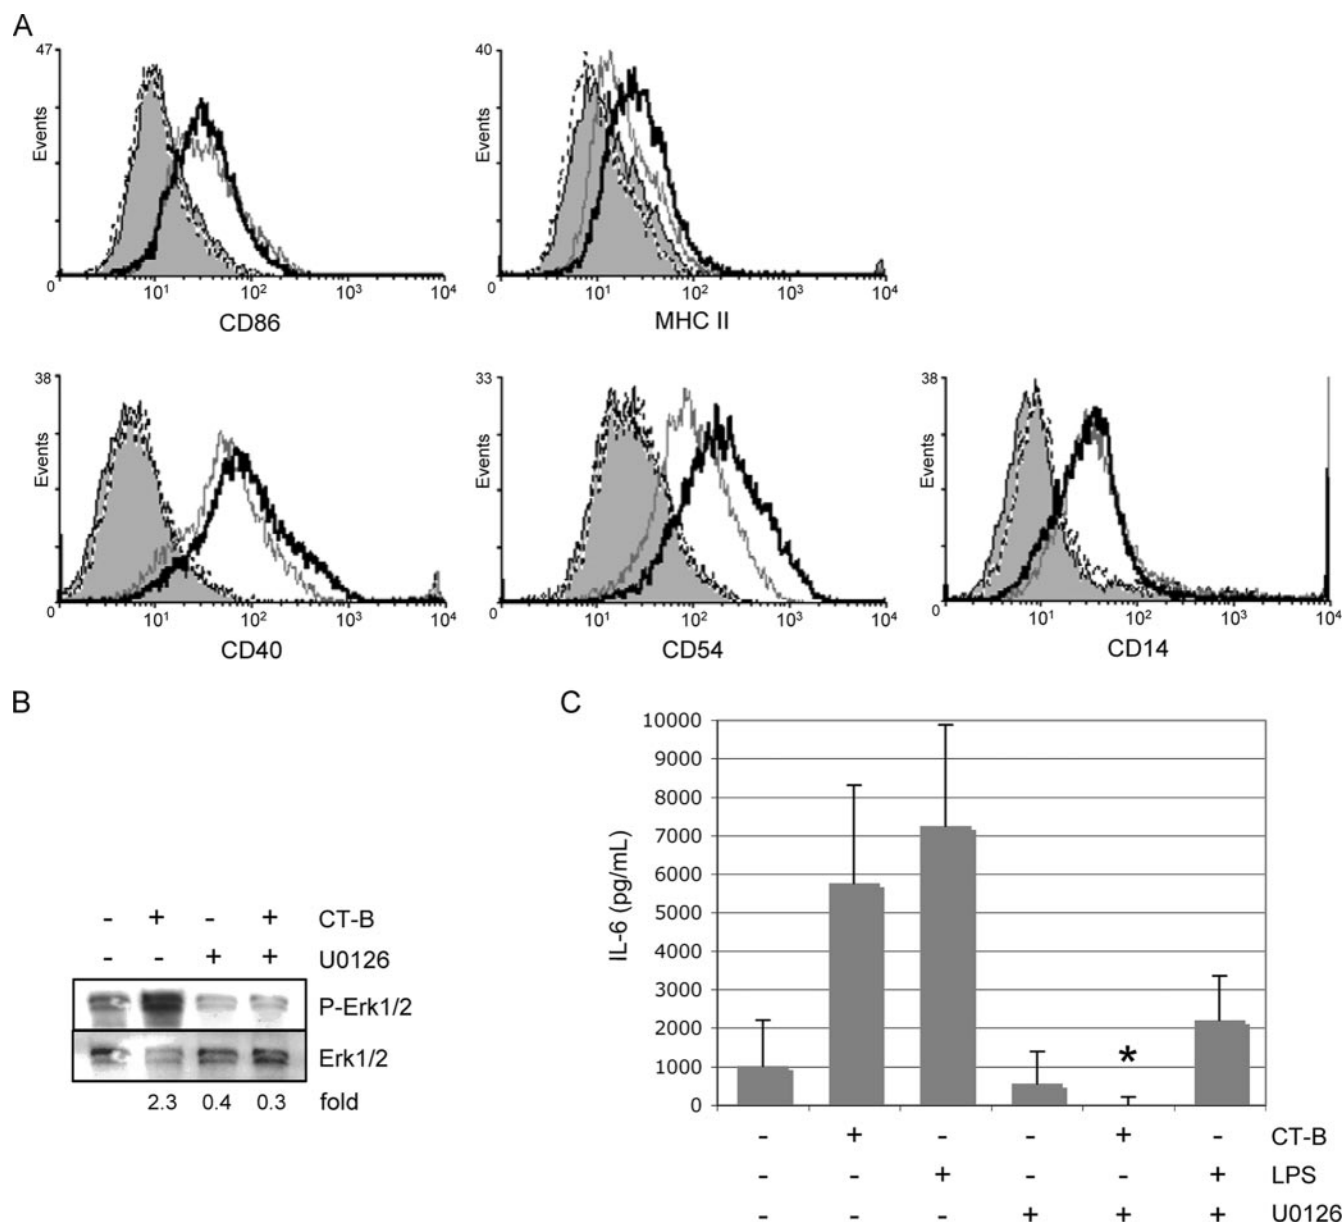 A
47
Events
0
10¹
10²
10³
10⁴
CD86
40
Events
0
10¹
10²
10³
10⁴
MHC II
38
Events
0
10¹
10²
10³
10⁴
CD40
33
Events
0
10¹
10²
10³
10⁴
CD54
38
Events
0
10¹
10²
10³
10⁴
CD14
B
- + - + CT-B
- - + + U0126
P-Erk1/2
Erk1/2
2.3 0.4 0.3 fold
C
IL-6 (pg/mL)
10000
9000
8000
7000
6000
5000
4000
3000
2000
1000
0
*
- + - - + - CT-B
- - + - - + LPS
- - - + + + U0126